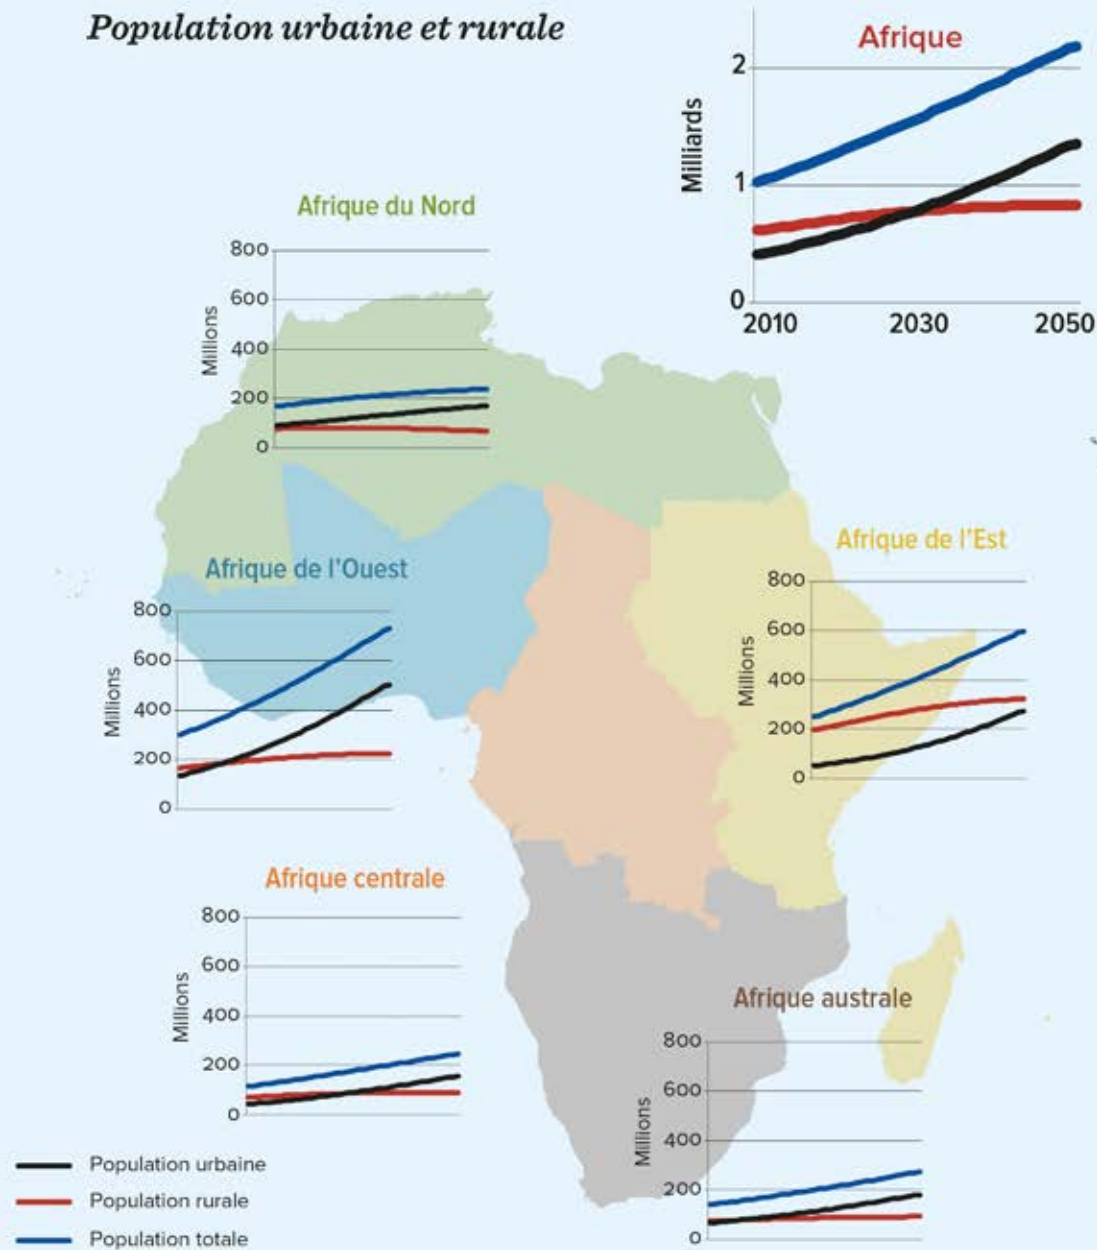 Population urbaine et rurale
Afrique
Milliards
2
1
0
2010 2030 2050
Afrique du Nord
Millions
800
600
400
200
0
Afrique de l'Ouest
Millions
800
600
400
200
0
Afrique de l'Est
Millions
800
600
400
200
0
Afrique centrale
Millions
800
600
400
200
0
Afrique australe
Millions
800
600
400
200
0
Population urbaine
Population rurale
Population totale